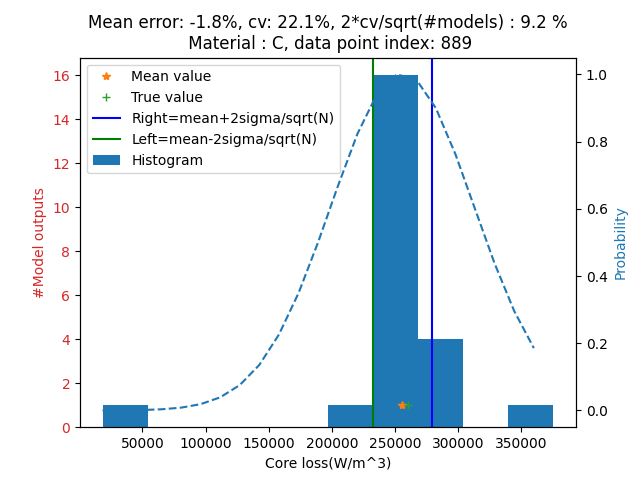 Mean error: -1.8%, cv: 22.1%, 2*cv/sqrt(#models) : 9.2 %
Material : C, data point index: 889
Mean value
True value
Right=mean+2sigma/sqrt(N)
Left=mean-2sigma/sqrt(N)
Histogram
16
14
12
10
8
6
4
2
0
#Model outputs
1.0
0.8
0.6
0.4
0.2
0.0
Probability
50000 100000 150000 200000 250000 300000 350000
Core loss(W/m^3)